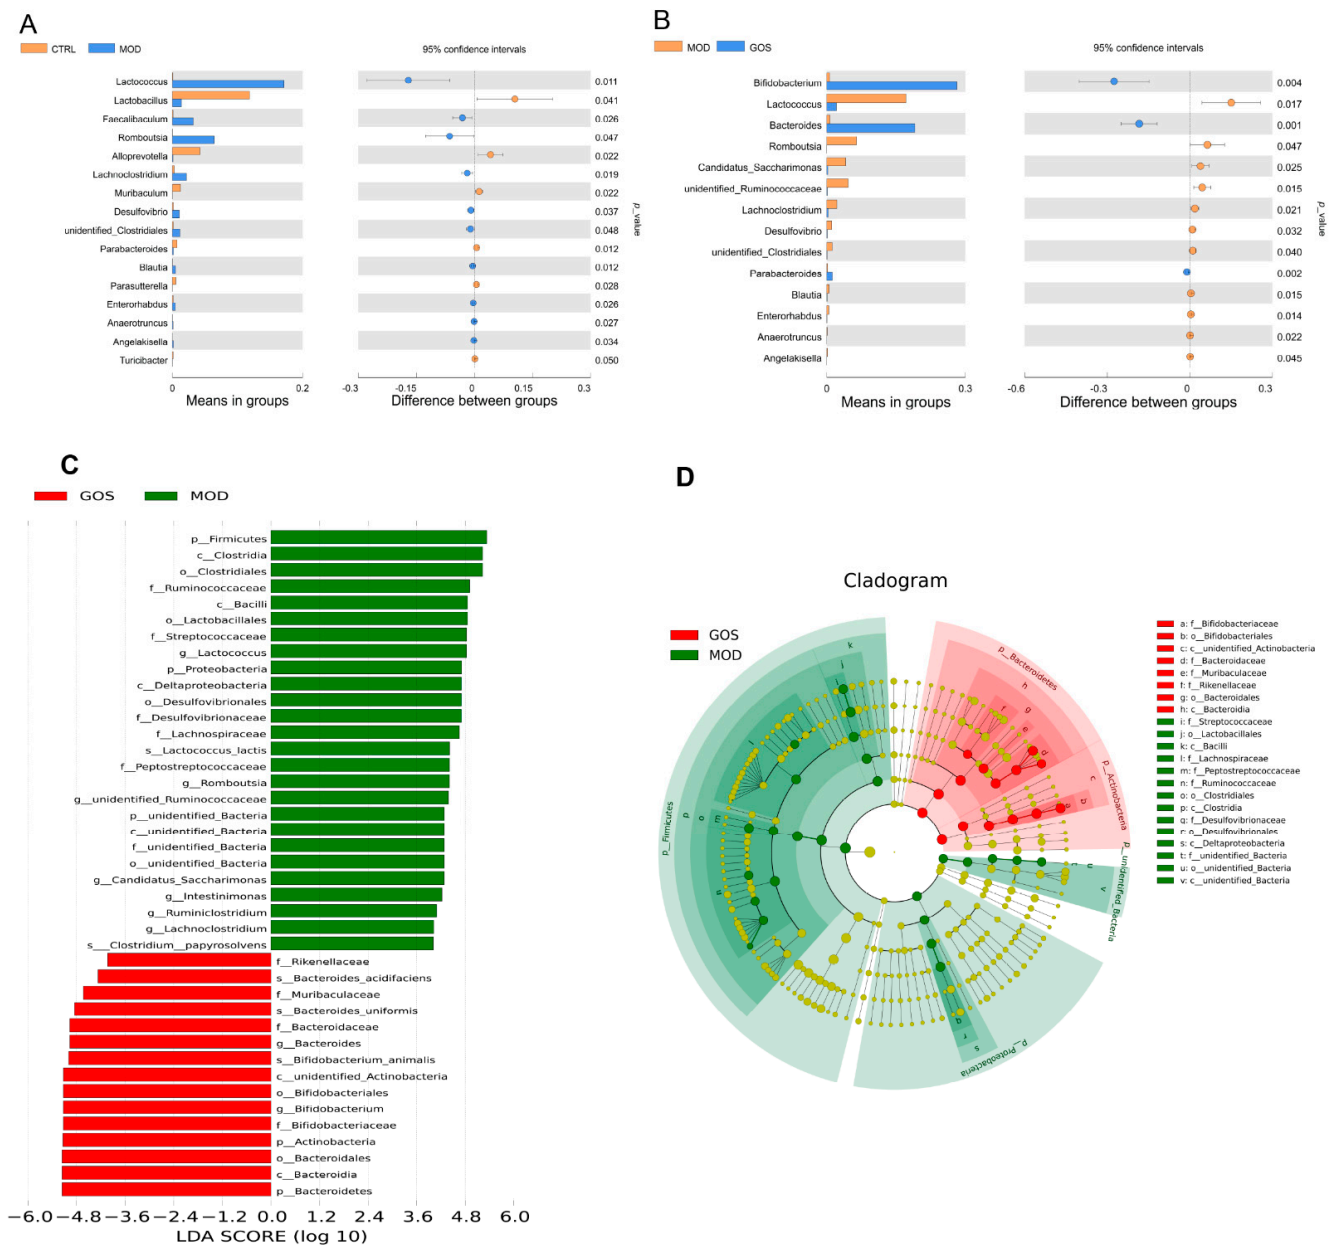 A
CTRL
MOD
95% confidence intervals
Lactococcus
0.011
Lactobacillus
0.041
Faecalibaculum
0.026
Romboutsia
0.047
Alloprevotella
0.022
Lachnoclostridium
0.019
Muribaculum
0.022
Desulfovibrio
0.037
unidentified_Clostridiales
0.048
Parabacteroides
0.012
Blautia
0.012
Parasutterella
0.028
Enterorhabdus
0.026
Anaerotruncus
0.027
Angelakisella
0.034
Turicibacter
0.050
p_value
0 0.2
-0.3 -0.15 0 0.15 0.3
Means in groups
Difference between groups
B
MOD
GOS
95% confidence intervals
Bifidobacterium
0.004
Lactococcus
0.017
Bacteroides
0.001
Romboutsia
0.047
Candidatus_Saccharimonas
0.025
unidentified_Ruminococcaceae
0.015
Lachnoclostridium
0.021
Desulfovibrio
0.032
unidentified_Clostridiales
0.040
Parabacteroides
0.002
Blautia
0.015
Enterorhabdus
0.014
Anaerotruncus
0.022
Angelakisella
0.045
p_value
0 0.3
-0.6 -0.3 0 0.3
Means in groups
Difference between groups
C
GOS
MOD
p__Firmicutes
c__Clostridia
o__Clostridiales
f__Ruminococcaceae
c__Bacilli
o__Lactobacillales
f__Streptococcaceae
g__Lactococcus
p__Proteobacteria
c__Deltaproteobacteria
o__Desulfovibrionales
f__Desulfovibrionaceae
f__Lachnospiraceae
s__Lactococcus_lactis
f__Peptostreptococcaceae
g__Romboutsia
g__unidentified_Ruminococcaceae
p__unidentified_Bacteria
c__unidentified_Bacteria
f__unidentified_Bacteria
o__unidentified_Bacteria
g__Candidatus_Saccharimonas
g__Intestinimonas
g__Ruminiclostridium
g__Lachnoclostridium
s___Clostridium__papyrosolvens
f__Rikenellaceae
s__Bacteroides_acidifaciens
f__Muribaculaceae
s__Bacteroides_uniformis
f__Bacteroidaceae
g__Bacteroides
s__Bifidobacterium_animalis
c__unidentified_Actinobacteria
o__Bifidobacteriales
g__Bifidobacterium
f__Bifidobacteriaceae
p__Actinobacteria
o__Bacteroidales
c__Bacteroidia
p__Bacteroidetes
−6.0 −4.8 −3.6 −2.4 −1.2 0.0 1.2 2.4 3.6 4.8 6.0
LDA SCORE (log 10)
D
Cladogram
GOS
MOD
p__Bacteroidetes
p__Actinobacteria
p__unidentified_Bacteria
p__Proteobacteria
p__Firmicutes
a
b
c
d
e
f
g
h
i
j
k
l
m
n
o
p
q
r
s
t
u
v
a: f__Bifidobacteriaceae
b: o__Bifidobacteriales
c: c__unidentified_Actinobacteria
d: f__Bacteroidaceae
e: f__Muribaculaceae
f: f__Rikenellaceae
g: o__Bacteroidales
h: c__Bacteroidia
i: f__Streptococcaceae
j: o__Lactobacillales
k: c__Bacilli
l: f__Lachnospiraceae
m: f__Peptostreptococcaceae
n: f__Ruminococcaceae
o: o__Clostridiales
p: c__Clostridia
q: f__Desulfovibrionaceae
r: o__Desulfovibrionales
s: c__Deltaproteobacteria
t: f__unidentified_Bacteria
u: o__unidentified_Bacteria
v: c__unidentified_Bacteria